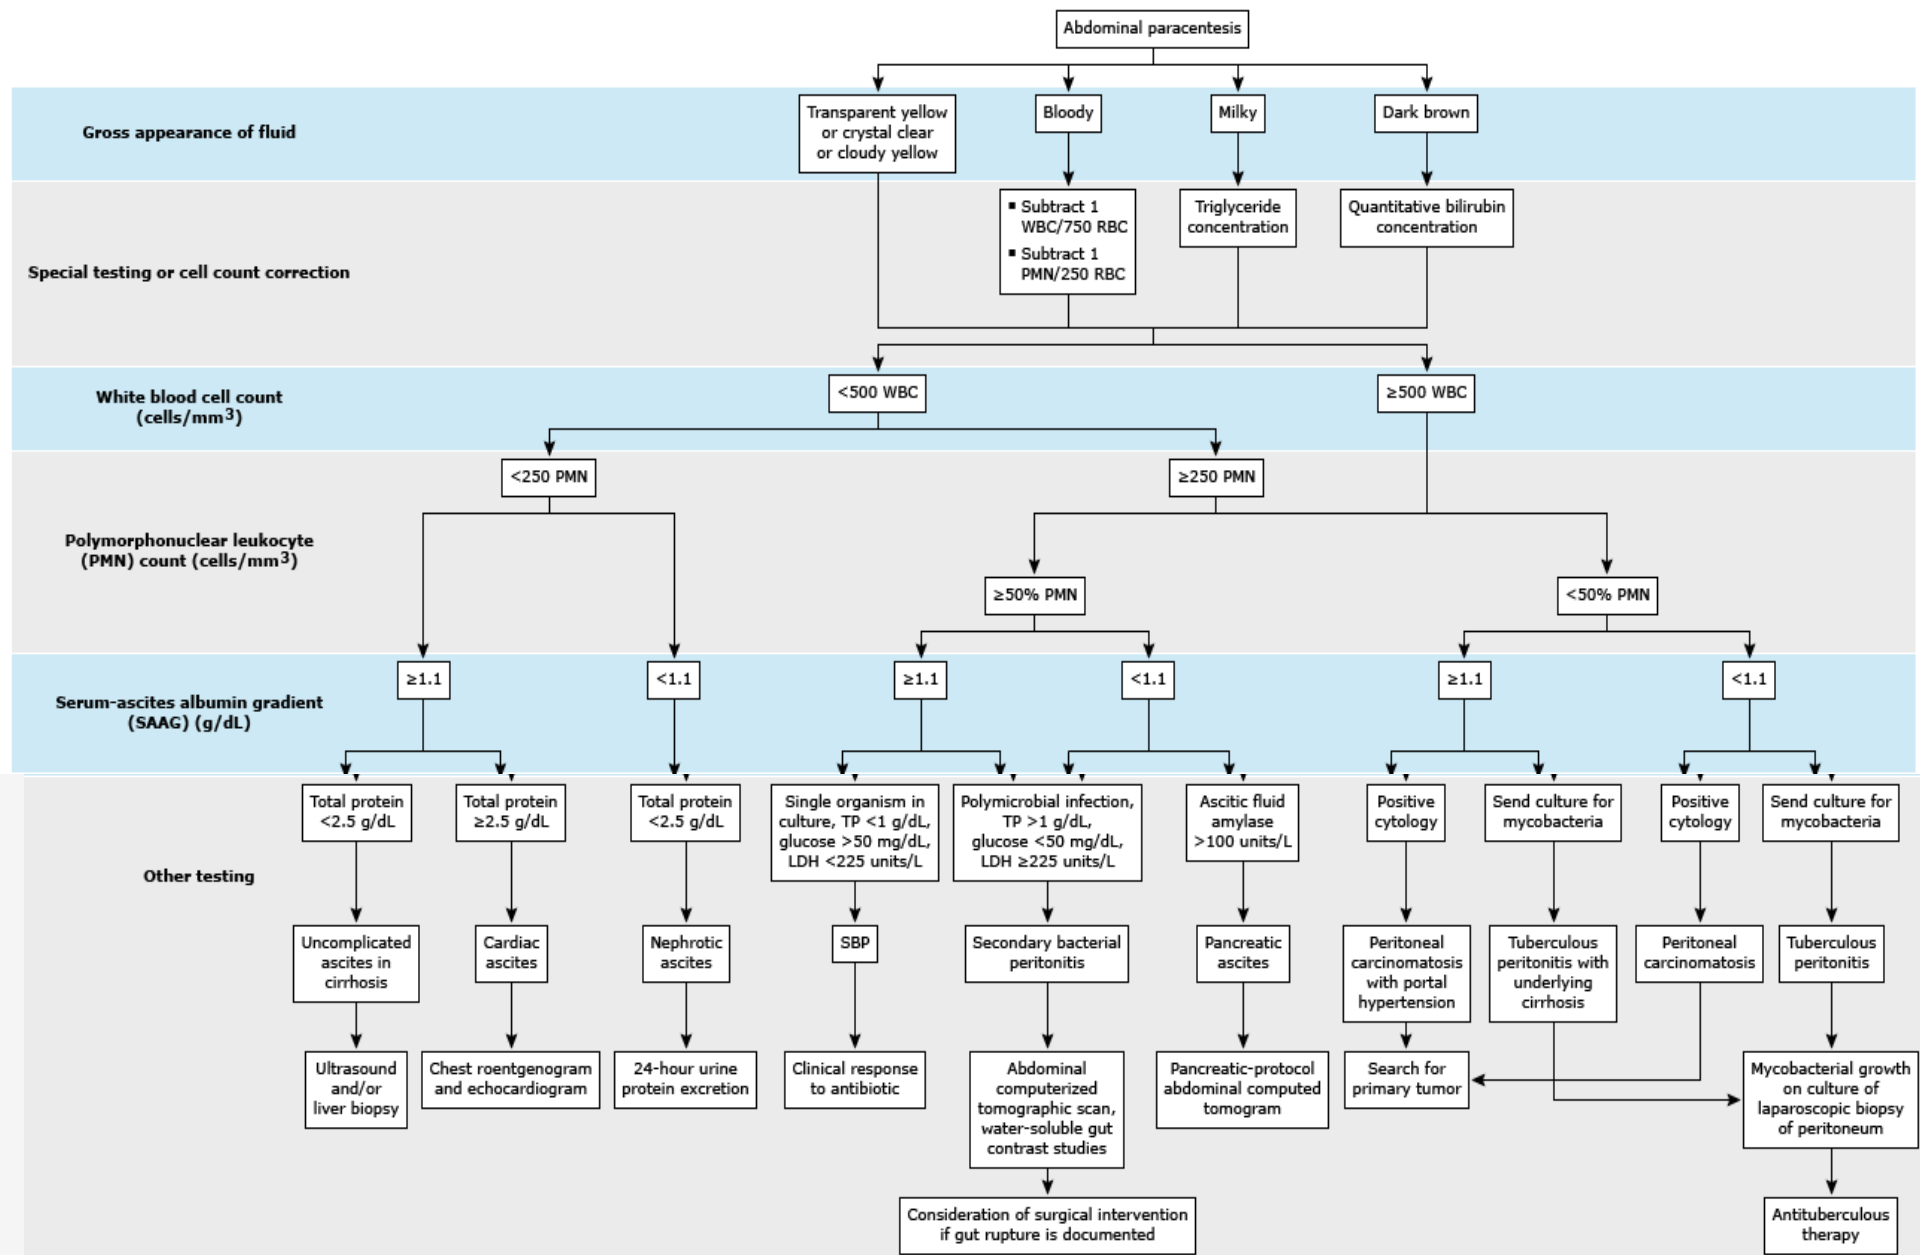 Abdominal paracentesis
Gross appearance of fluid
Transparent yellow
or crystal clear
or cloudy yellow
Bloody
Milky
Dark brown
Special testing or cell count correction
▪ Subtract 1
WBC/750 RBC
▪ Subtract 1
PMN/250 RBC
Triglyceride
concentration
Quantitative bilirubin
concentration
White blood cell count
(cells/mm³)
<500 WBC
≥500 WBC
Polymorphonuclear leukocyte
(PMN) count (cells/mm³)
<250 PMN
≥250 PMN
≥50% PMN
<50% PMN
Serum-ascites albumin gradient
(SAAG) (g/dL)
≥1.1
<1.1
≥1.1
<1.1
≥1.1
<1.1
Other testing
Total protein
<2.5 g/dL
Total protein
≥2.5 g/dL
Total protein
<2.5 g/dL
Single organism in
culture, TP <1 g/dL,
glucose >50 mg/dL,
LDH <225 units/L
Polymicrobial infection,
TP >1 g/dL,
glucose <50 mg/dL,
LDH ≥225 units/L
Ascitic fluid
amylase
>100 units/L
Positive
cytology
Send culture for
mycobacteria
Positive
cytology
Send culture for
mycobacteria
Uncomplicated
ascites in
cirrhosis
Cardiac
ascites
Nephrotic
ascites
SBP
Secondary bacterial
peritonitis
Pancreatic
ascites
Peritoneal
carcinomatosis
with portal
hypertension
Tuberculous
peritonitis with
underlying
cirrhosis
Peritoneal
carcinomatosis
Tuberculous
peritonitis
Ultrasound
and/or
liver biopsy
Chest roentgenogram
and echocardiogram
24-hour urine
protein excretion
Clinical response
to antibiotic
Abdominal
computerized
tomographic scan,
water-soluble gut
contrast studies
Pancreatic-protocol
abdominal computed
tomogram
Search for
primary tumor
Mycobacterial growth
on culture of
laparoscopic biopsy
of peritoneum
Consideration of surgical intervention
if gut rupture is documented
Antituberculous
therapy